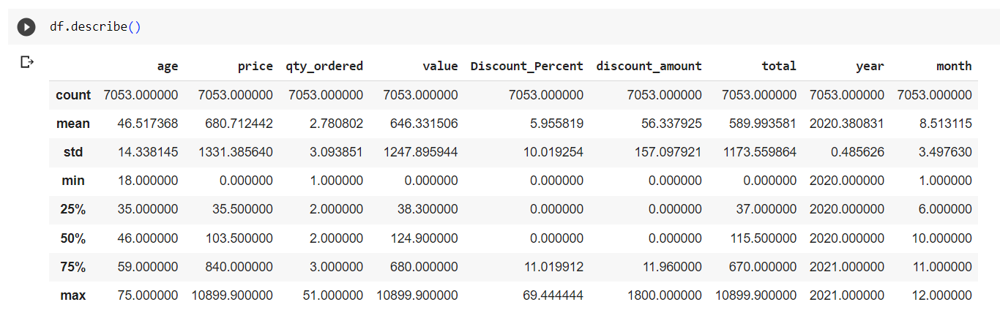 df.describe()
age price qty_ordered value Discount_Percent discount_amount total year month
count 7053.000000 7053.000000 7053.000000 7053.000000 7053.000000 7053.000000 7053.000000 7053.000000 7053.000000
mean 46.517368 680.712442 2.780802 646.331506 5.955819 56.337925 589.993581 2020.380831 8.513115
std 14.338145 1331.385640 3.093851 1247.895944 10.019254 157.097921 1173.559864 0.485626 3.497630
min 18.000000 0.000000 1.000000 0.000000 0.000000 0.000000 0.000000 2020.000000 1.000000
25% 35.000000 35.500000 2.000000 38.300000 0.000000 0.000000 37.000000 2020.000000 6.000000
50% 46.000000 103.500000 2.000000 124.900000 0.000000 0.000000 115.500000 2020.000000 10.000000
75% 59.000000 840.000000 3.000000 680.000000 11.019912 11.960000 670.000000 2021.000000 11.000000
max 75.000000 10899.900000 51.000000 10899.900000 69.444444 1800.000000 10899.900000 2021.000000 12.000000